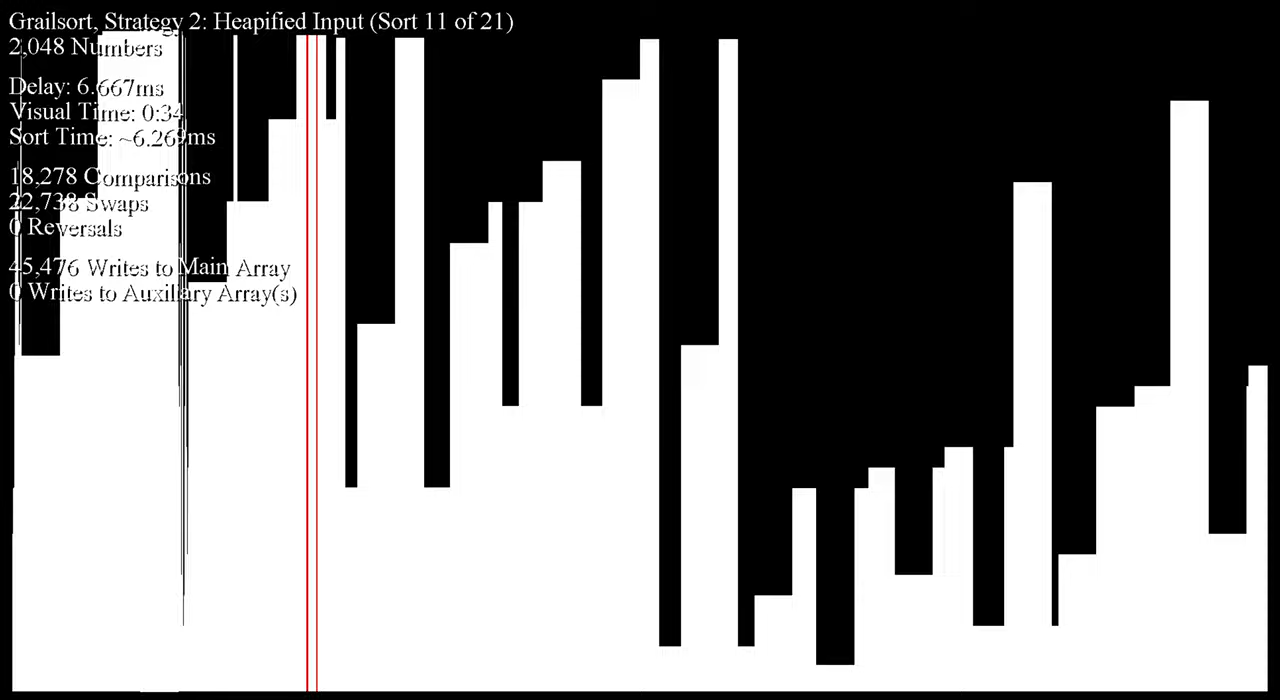 Grailsort, Strategy 2: Heapified Input (Sort 11 of 21)
2,048 Numbers
Delay: 6.667ms
Visual Time: 0:34
Sort Time: ~6.269ms
18,278 Comparisons
22,738 Swaps
0 Reversals
45,476 Writes to Main Array
0 Writes to Auxiliary Array(s)